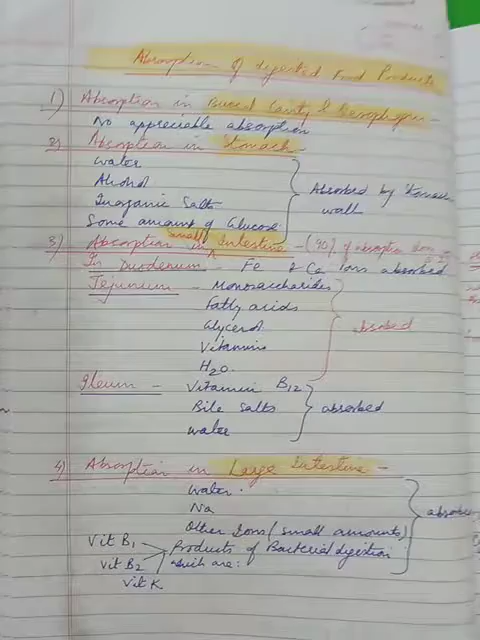 Absorption of digested Food Products
1) Absorption in Buccal Cavity & Oesophagus -
No appreciable absorption
2) Absorption in Stomach -
Water
Alcohol
Inorganic Salts
Some amount of Glucose
Absorbed by Stomach
wall
3) Absorption in Small Intestine - (90% of absorption
In Duodenum - Fe & Ca Ions absorbed
Jejunum - Monosaccharides
Fatty acids
Glycerol
Vitamins
H2O.
absorbed
Ileum - Vitamin B12
Bile Salts
water
absorbed
4) Absorption in Large Intestine -
Water.
Na
Other Ions (small amounts)
Products of Bacterial digestion
such are:
Vit B1
Vit B2
Vit K